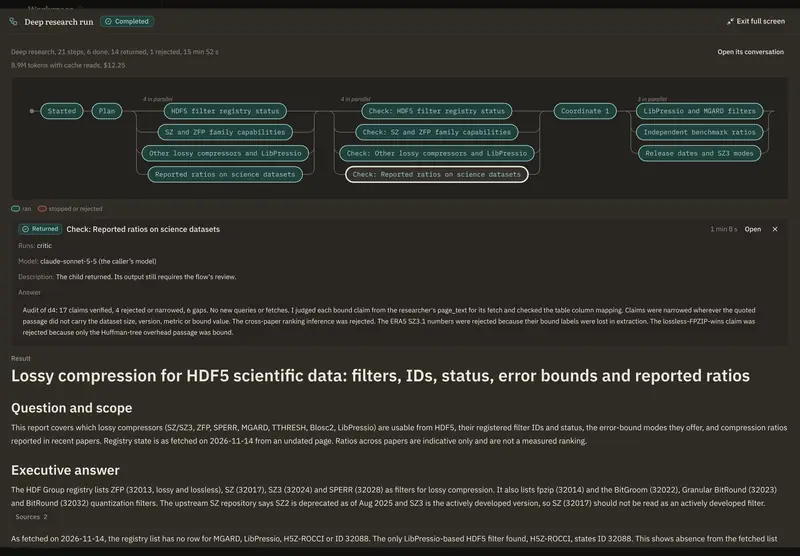 Deep research run
Completed
Exit full screen
Deep research, 21 steps, 6 done, 14 returned, 1 rejected, 15 min 52 s
Open its conversation
8.9M tokens with cache reads, $12.25
4 in parallel
4 in parallel
3 in parallel
Started
Plan
HDF5 filter registry status
Check: HDF5 filter registry status
Coordinate 1
LibPressio and MGARD filters
SZ and ZFP family capabilities
Check: SZ and ZFP family capabilities
Independent benchmark ratios
Other lossy compressors and LibPressio
Check: Other lossy compressors and LibPressio
Release dates and SZ3 modes
Reported ratios on science datasets
Check: Reported ratios on science datasets
ran
stopped or rejected
Returned
Check: Reported ratios on science datasets
1 min 8 s
Open
Runs: critic
Model: claude-sonnet-5-5 (the caller's model)
Description: The child returned. Its output still requires the flow's review.
Answer
Audit of d4: 17 claims verified, 4 rejected or narrowed, 6 gaps. No new queries or fetches. I judged each bound claim from the researcher's page_text for its fetch and checked the table column mapping. Claims were narrowed wherever the quoted
passage did not carry the dataset size, version, metric or bound value. The cross-paper ranking inference was rejected. The ERA5 SZ3.1 numbers were rejected because their bound labels were lost in extraction. The lossless-FPZIP-wins claim was
rejected because only the Huffman-tree overhead passage was bound.
Result
Lossy compression for HDF5 scientific data: filters, IDs, status, error bounds and reported ratios
Question and scope
This report covers which lossy compressors (SZ/SZ3, ZFP, SPERR, MGARD, TTHRESH, Blosc2, LibPressio) are usable from HDF5, their registered filter IDs and status, the error-bound modes they offer, and compression ratios
reported in recent papers. Registry state is as fetched on 2026-11-14 from an undated page. Ratios across papers are indicative only and are not a measured ranking.
Executive answer
The HDF Group registry lists ZFP (32013, lossy and lossless), SZ (32017), SZ3 (32024) and SPERR (32028) as filters for lossy compression. It also lists fpzip (32014) and the BitGroom (32022), Granular BitRound (32023)
and BitRound (32032) quantization filters. The upstream SZ repository says SZ2 is deprecated as of Aug 2025 and SZ3 is the actively developed version, so SZ (32017) should not be read as an actively developed filter.
Sources 2
As fetched on 2026-11-14, the registry list has no row for MGARD, LibPressio, H5Z-ROCCI or ID 32088. The only LibPressio-based HDF5 filter found, H5Z-ROCCI, states ID 32088. This shows absence from the fetched list